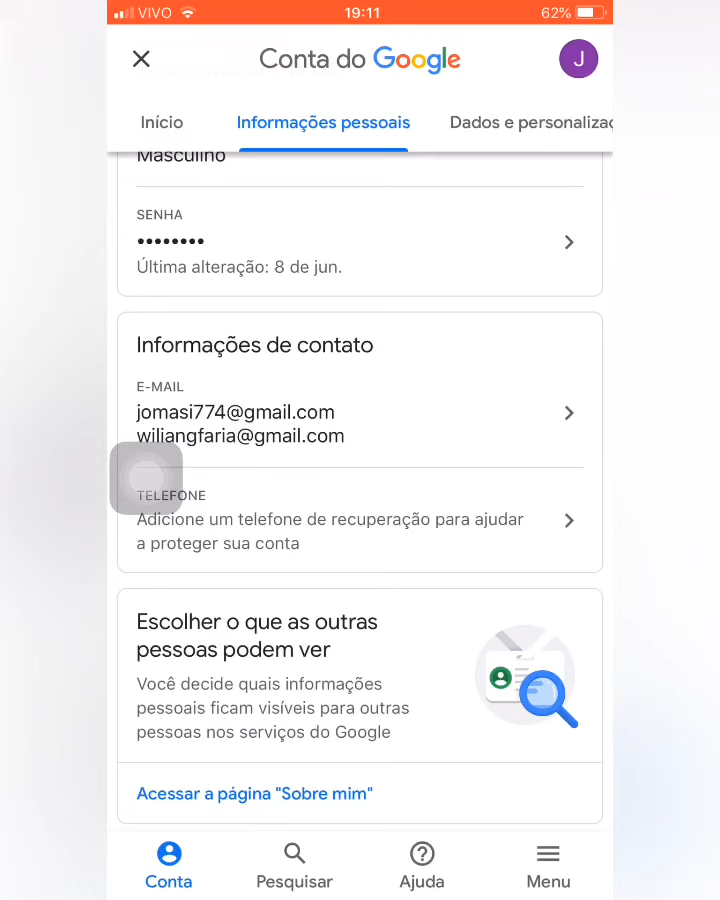 VIVO 19:11 62%
Conta do Google J
Início Informações pessoais Dados e personalizaç
Masculino
SENHA
••••••••
Última alteração: 8 de jun.
Informações de contato
E-MAIL
jomasi774@gmail.com
wiliangfaria@gmail.com
TELEFONE
Adicione um telefone de recuperação para ajudar
a proteger sua conta
Escolher o que as outras
pessoas podem ver
Você decide quais informações
pessoais ficam visíveis para outras
pessoas nos serviços do Google
Acessar a página "Sobre mim"
Conta Pesquisar Ajuda Menu